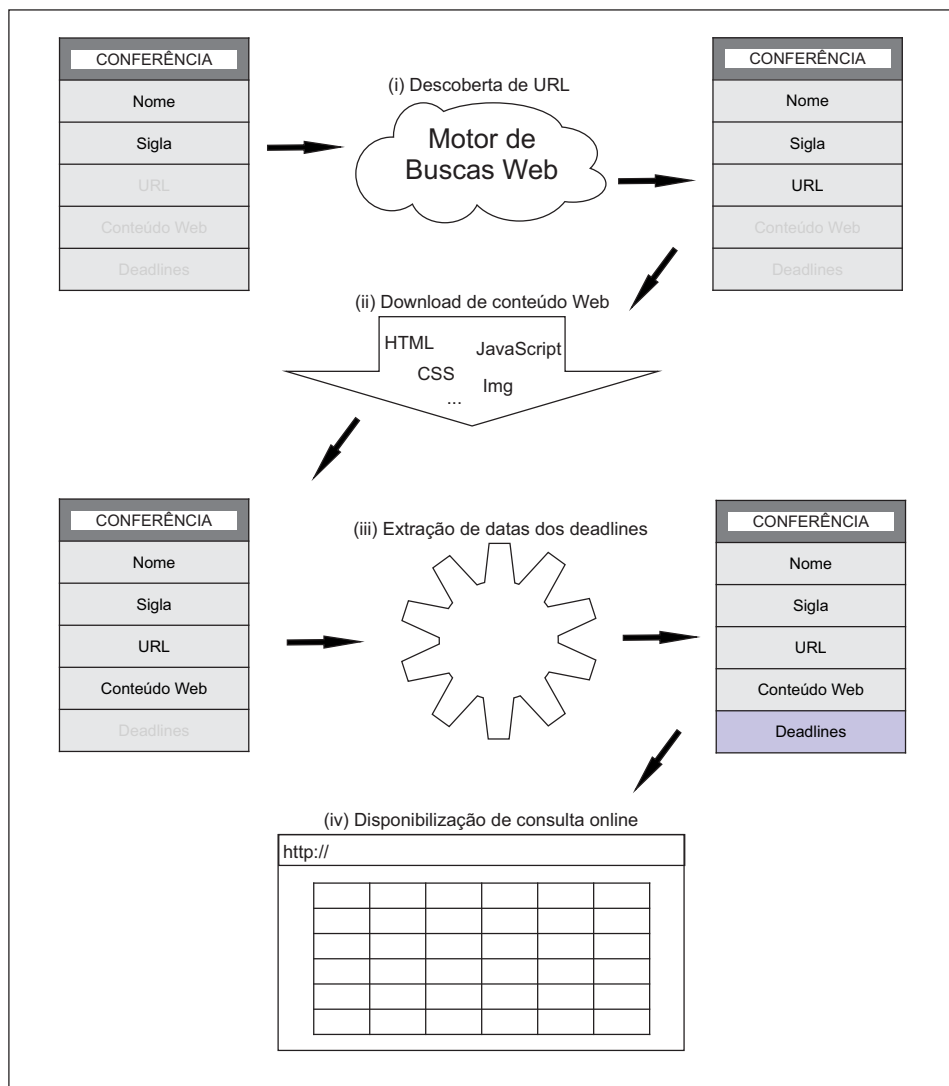 CONFERÊNCIA
Nome
Sigla
URL
Conteúdo Web
Deadlines
(i) Descoberta de URL
Motor de
Buscas Web
CONFERÊNCIA
Nome
Sigla
URL
Conteúdo Web
Deadlines
(ii) Download de conteúdo Web
HTML
JavaScript
CSS
Img
...
CONFERÊNCIA
Nome
Sigla
URL
Conteúdo Web
Deadlines
(iii) Extração de datas dos deadlines
CONFERÊNCIA
Nome
Sigla
URL
Conteúdo Web
Deadlines
(iv) Disponibilização de consulta online
http://